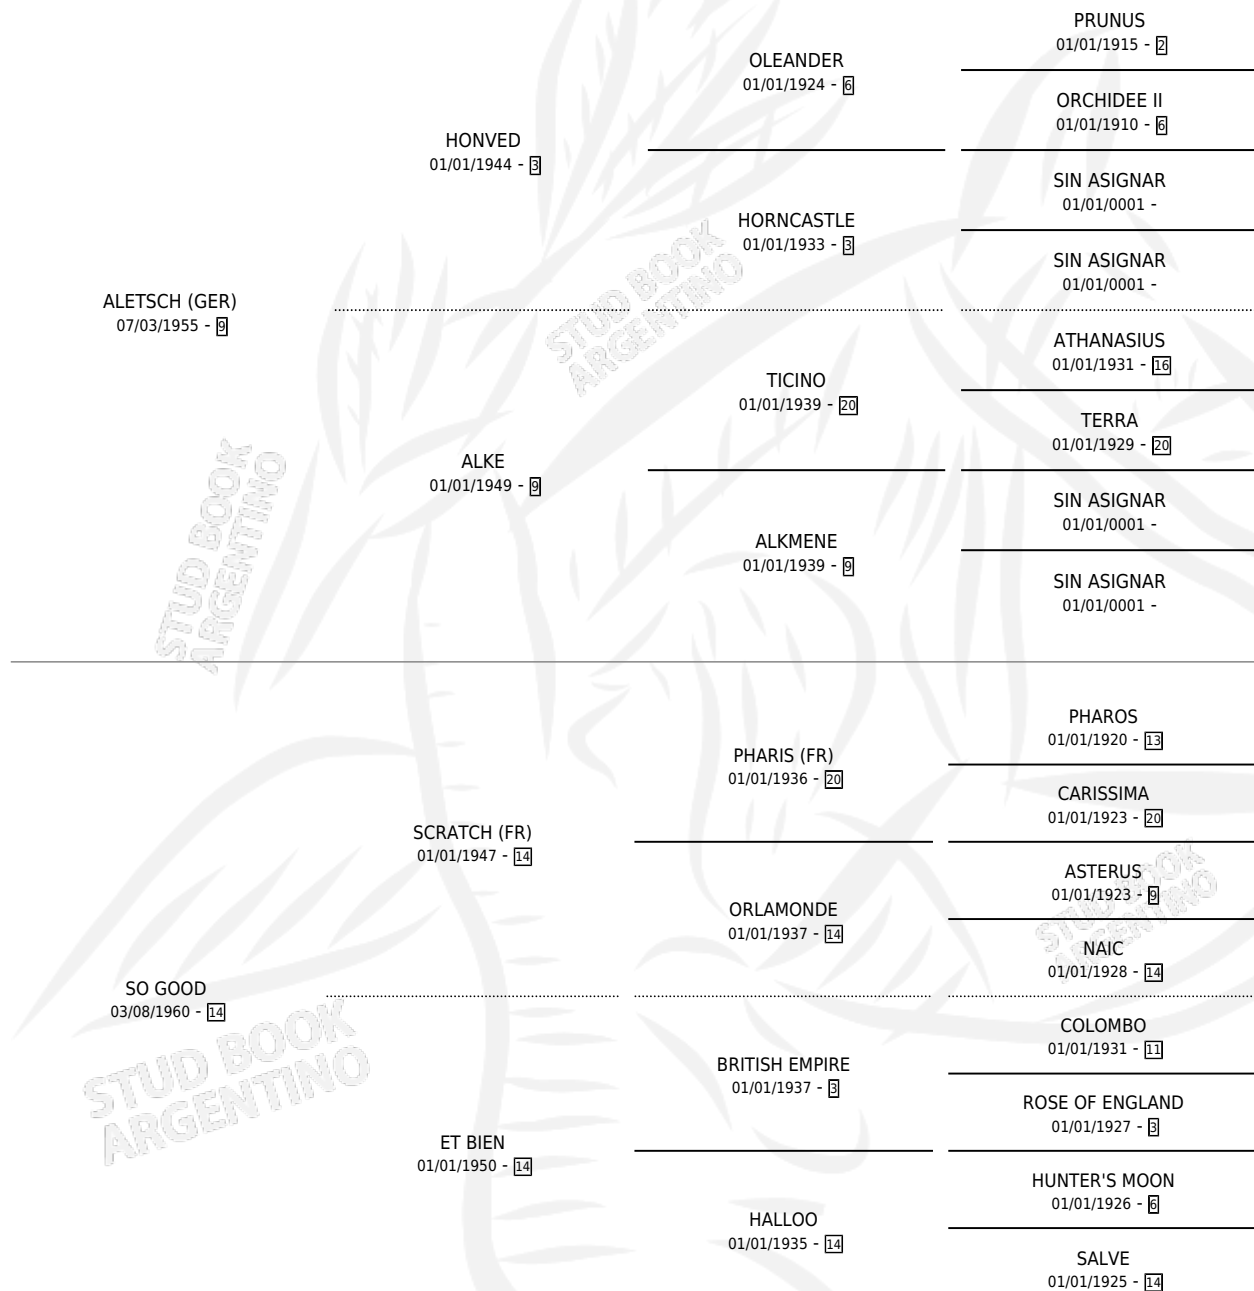 PRUNUS
01/01/1915 - 2
OLEANDER
01/01/1924 - 6
ORCHIDEE II
01/01/1910 - 6
HONVED
01/01/1944 - 3
SIN ASIGNAR
01/01/0001 -
HORNCASTLE
01/01/1933 - 3
SIN ASIGNAR
01/01/0001 -
ALETSCH (GER)
07/03/1955 - 9
ATHANASIUS
01/01/1931 - 16
TICINO
01/01/1939 - 20
TERRA
01/01/1929 - 20
ALKE
01/01/1949 - 9
SIN ASIGNAR
01/01/0001 -
ALKMENE
01/01/1939 - 9
SIN ASIGNAR
01/01/0001 -
PHAROS
01/01/1920 - 13
PHARIS (FR)
01/01/1936 - 20
CARISSIMA
01/01/1923 - 20
SCRATCH (FR)
01/01/1947 - 14
ASTERUS
01/01/1923 - 9
ORLAMONDE
01/01/1937 - 14
NAIC
01/01/1928 - 14
SO GOOD
03/08/1960 - 14
COLOMBO
01/01/1931 - 11
BRITISH EMPIRE
01/01/1937 - 3
ROSE OF ENGLAND
01/01/1927 - 3
ET BIEN
01/01/1950 - 14
HUNTER'S MOON
01/01/1926 - 6
HALLOO
01/01/1935 - 14
SALVE
01/01/1925 - 14
STUD BOOK
ARGENTINO
STUD BOOK
ARGENTINO
STUD BOOK
ARGENTINO
STUD BOOK
ARGENTINO